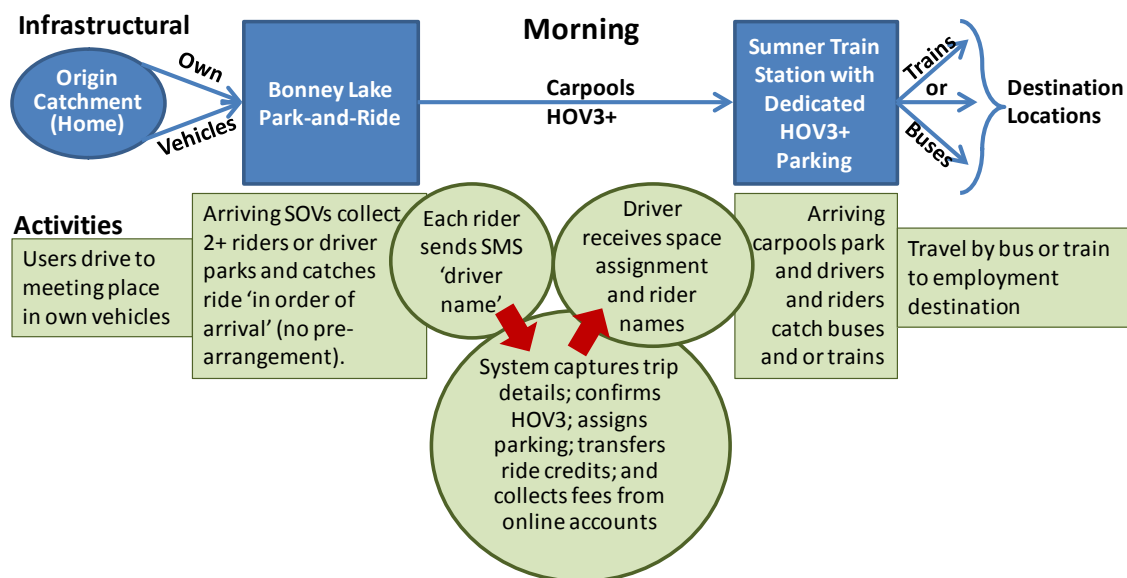 Infrastructural
Morning
Origin
Catchment
(Home)
Own
Vehicles
Bonney Lake
Park-and-Ride
Carpools
HOV3+
Sumner Train
Station with
Dedicated
HOV3+
Parking
Trains
or
Buses
Destination
Locations
Activities
Users drive to
meeting place
in own vehicles
Arriving SOVs collect
2+ riders or driver
parks and catches
ride ‘in order of
arrival’ (no pre-
arrangement).
Each rider
sends SMS
‘driver
name’
System captures trip
details; confirms
HOV3; assigns
parking; transfers
ride credits; and
collects fees from
online accounts
Driver
receives space
assignment
and rider
names
Arriving
carpools park
and drivers
and riders
catch buses
and or trains
Travel by bus or train
to employment
destination